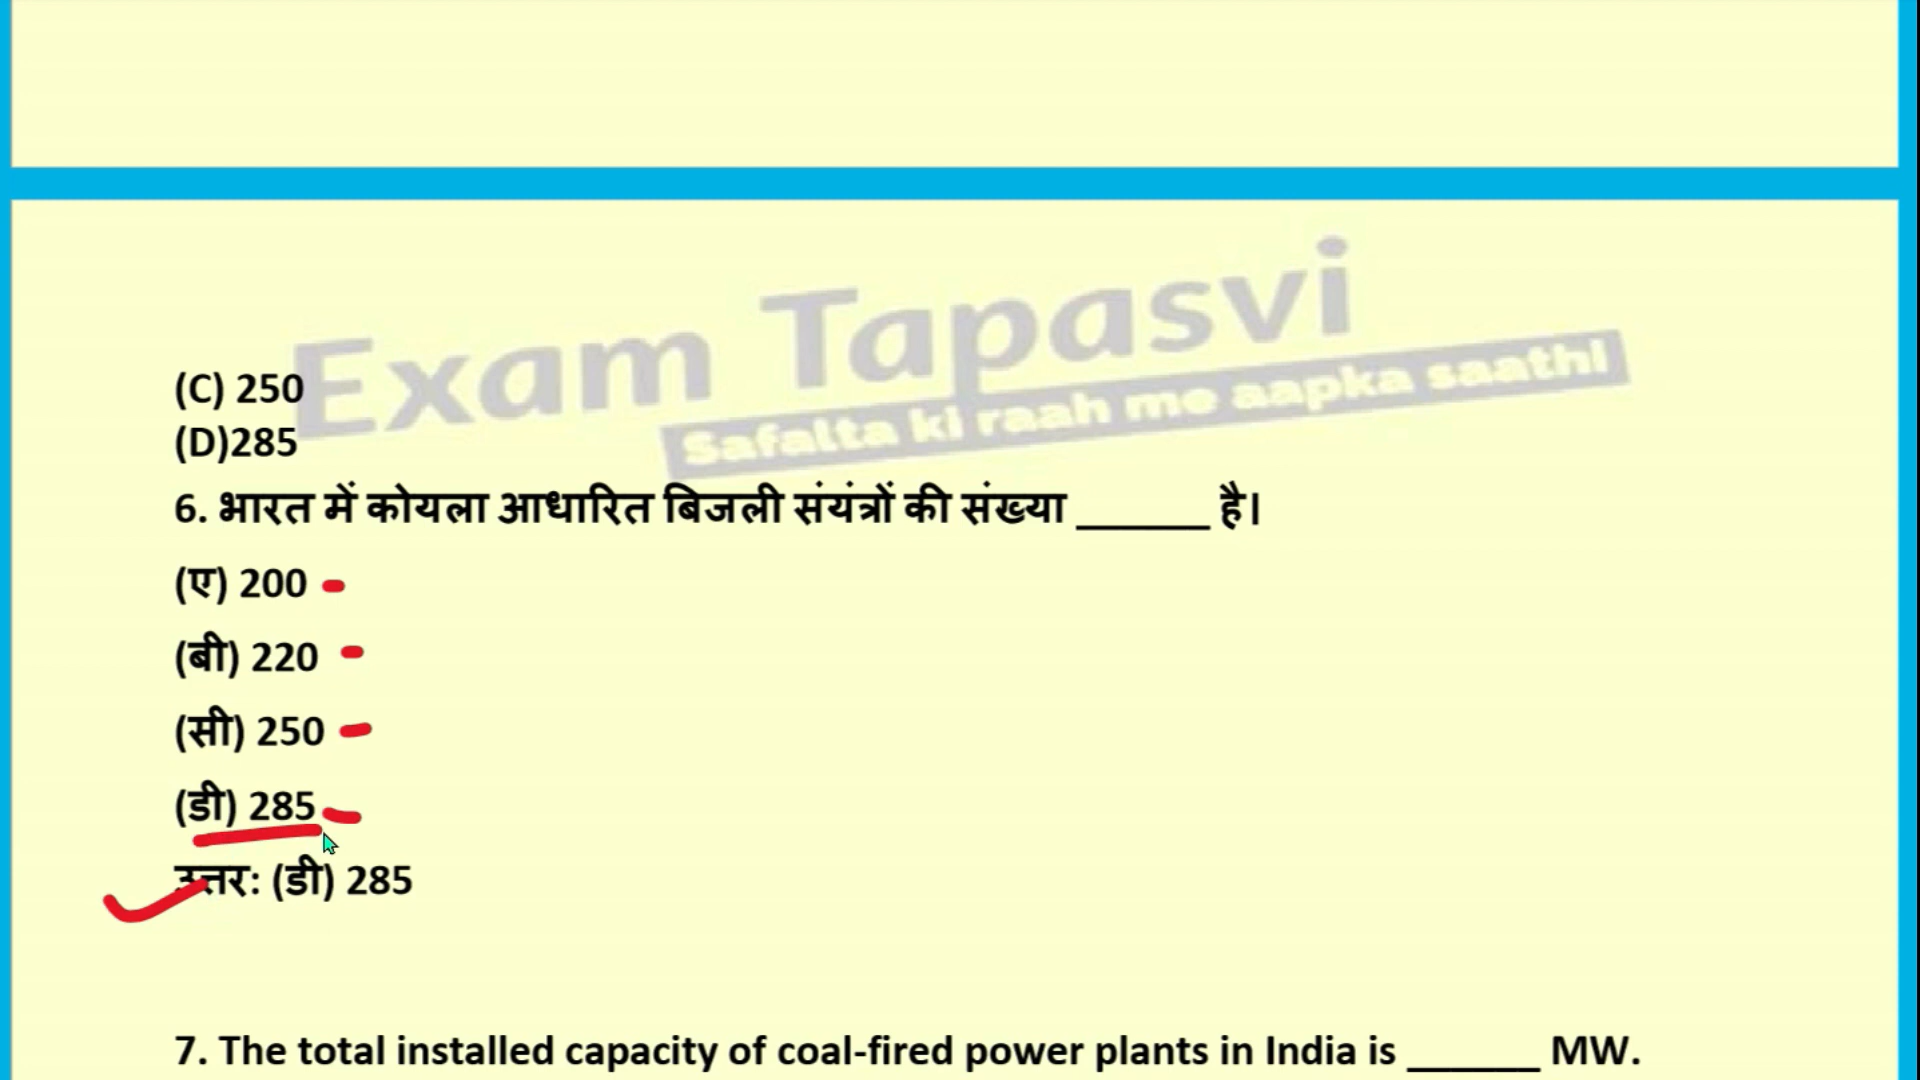 Exam Tapasvi
Safalta ki raah me aapka saathi
(C) 250
(D)285
6. भारत में कोयला आधारित बिजली संयंत्रों की संख्या ______ है।
(ए) 200
(बी) 220
(सी) 250
(डी) 285
उत्तर: (डी) 285
7. The total installed capacity of coal-fired power plants in India is ______ MW.